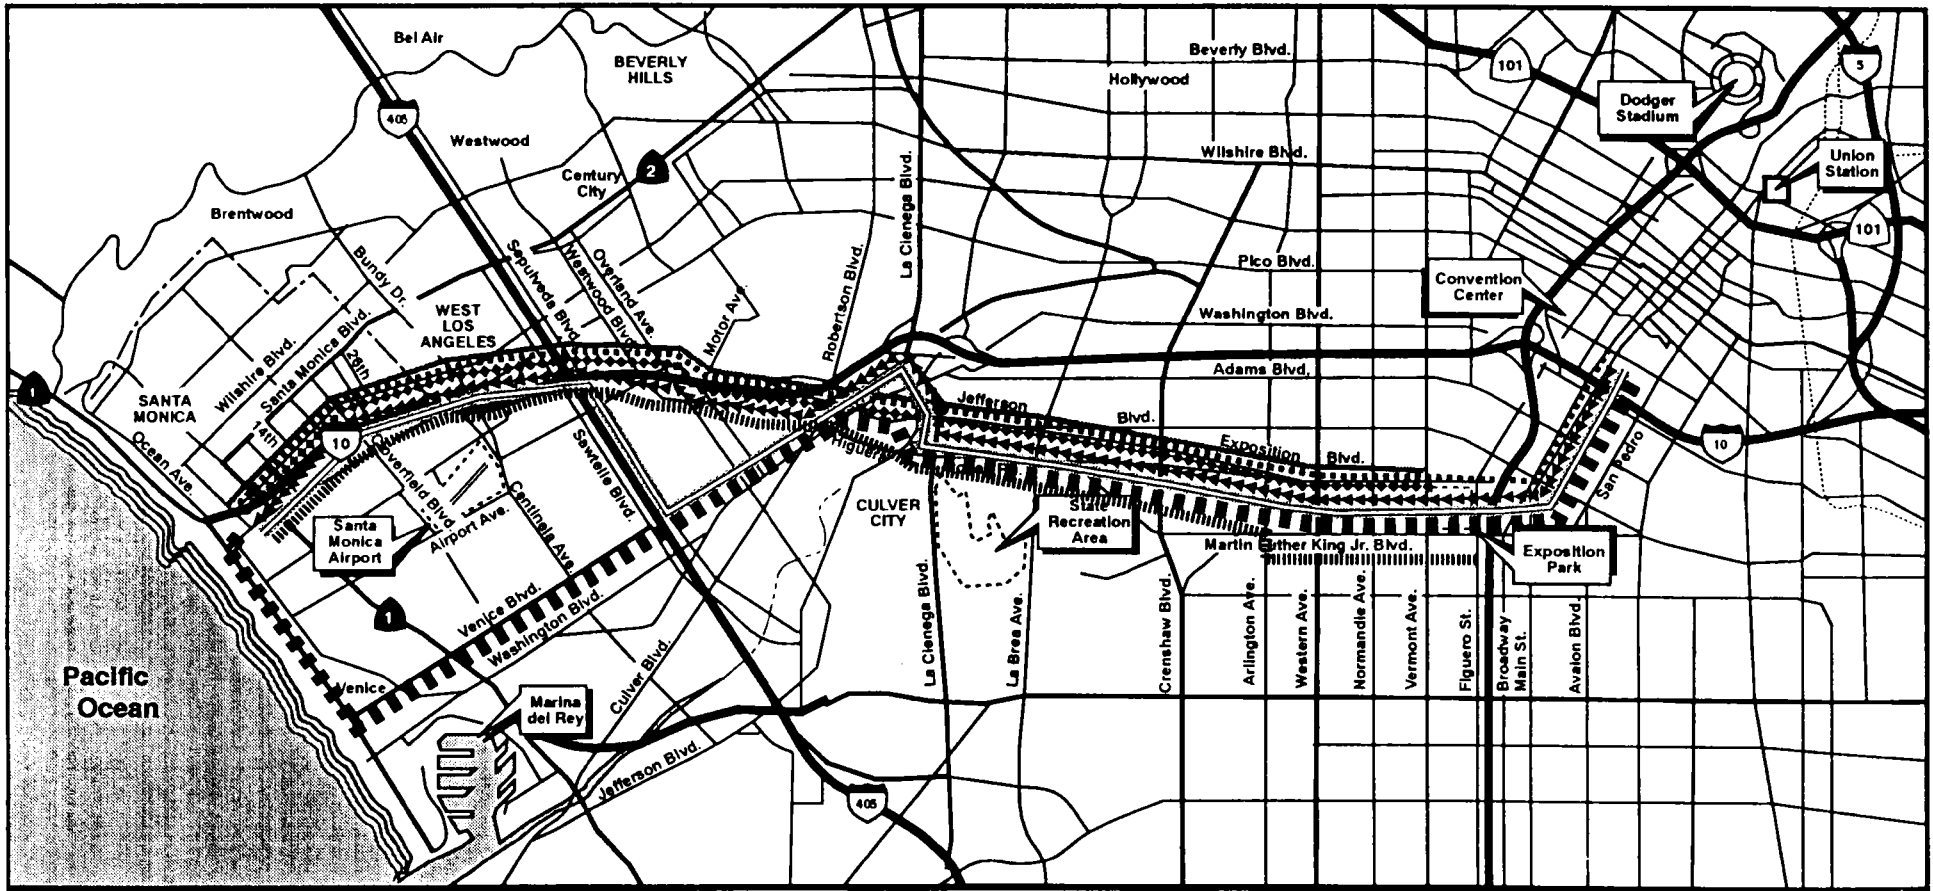 Bel Air
BEVERLY
HILLS
Beverly Blvd.
Hollywood
101
5
Dodger
Stadium
405
Westwood
Century
City
2
Wilshire Blvd.
Union
Station
Brentwood
La Cienega Blvd.
101
Bundy Dr.
Sepulveda Blvd.
Westwood Blvd.
Overland Ave.
Motor Ave.
Robertson Blvd.
Pico Blvd.
Convention
Center
WEST
LOS
ANGELES
Washington Blvd.
Wilshire Blvd.
Santa Monica Blvd.
26th
14th
Adams Blvd.
1
SANTA
MONICA
Ocean Ave.
10
Jefferson
Blvd.
Exposition
Blvd.
10
San Pedro
Sawtelle Blvd.
Centinela Ave.
Airport Ave.
Santa
Monica
Airport
CULVER
CITY
State
Recreation
Area
Martin Luther King Jr. Blvd.
Exposition
Park
1
Venice Blvd.
Washington Blvd.
Culver Blvd.
La Cienega Blvd.
La Brea Ave.
Crenshaw Blvd.
Arlington Ave.
Western Ave.
Normandie Ave.
Vermont Ave.
Figuero St.
Broadway
Main St.
Avalon Blvd.
Pacific
Ocean
Venice
Marina
del Rey
Jefferson Blvd.
405